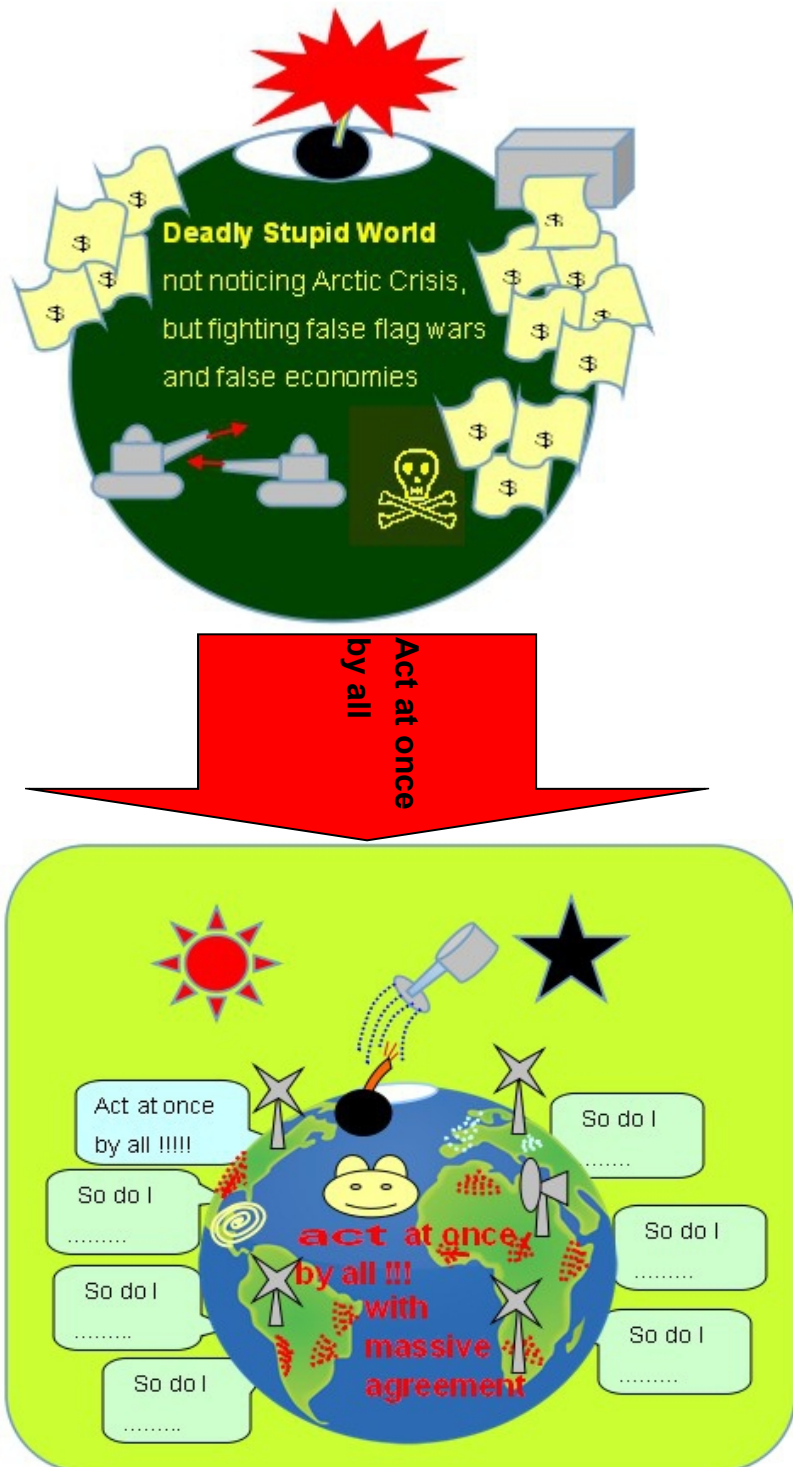 $
$
$
$
Deadly Stupid World
not noticing Arctic Crisis,
but fighting false flag wars
and false economies
$
$
$
$
$
$
$
$
$
Act at once
by all
Act at once
by all !!!!!
So do I
.......
So do I
.........
So do I
.........
So do I
.........
So do I
.........
So do I
.........
act at once,
by all !!!
with
massive
agreement